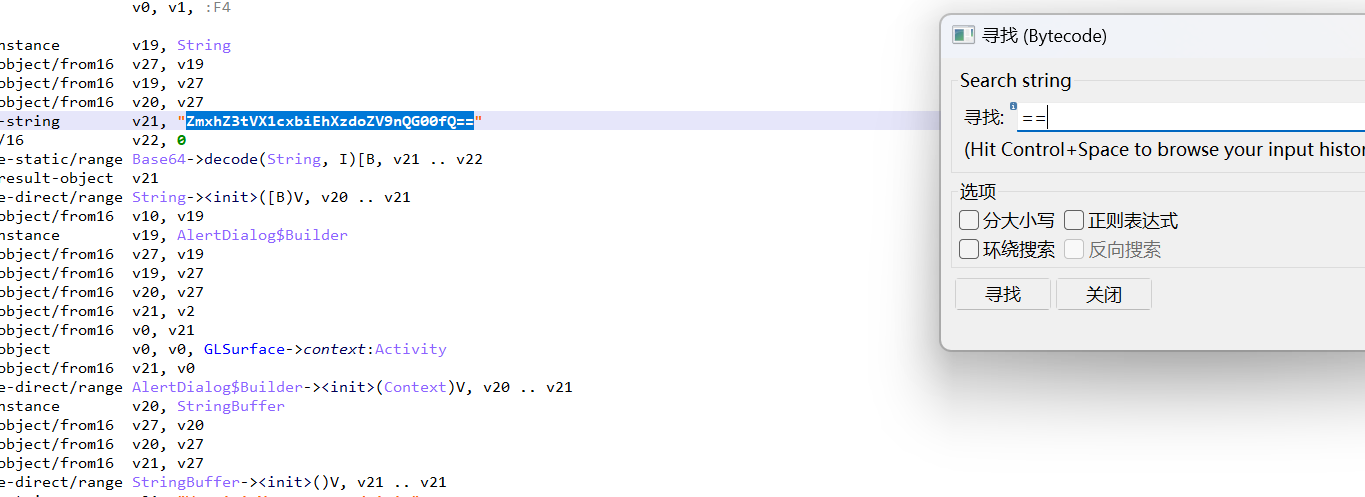 v0, v1, :F4
nstance v19, String
object/from16 v27, v19
object/from16 v19, v27
object/from16 v20, v27
-string v21, "ZmxhZ3tVX1cxbiEhXzdoZV9nQG00fQ=="
/16 v22, 0
e-static/range Base64->decode(String, I)[B, v21 .. v22
result-object v21
e-direct/range String-><init>([B)V, v20 .. v21
object/from16 v10, v19
nstance v19, AlertDialog$Builder
object/from16 v27, v19
object/from16 v19, v27
object/from16 v20, v27
object/from16 v21, v2
object/from16 v0, v21
object v0, v0, GLSurface->context:Activity
object/from16 v21, v0
e-direct/range AlertDialog$Builder-><init>(Context)V, v20 .. v21
nstance v20, StringBuffer
object/from16 v27, v20
object/from16 v20, v27
object/from16 v21, v27
e-direct/range StringBuffer-><init>()V, v21 .. v21
寻找 (Bytecode)
Search string
寻找: ==
(Hit Control+Space to browse your input histor
选项
分大小写 正则表达式
环绕搜索 反向搜索
寻找 关闭